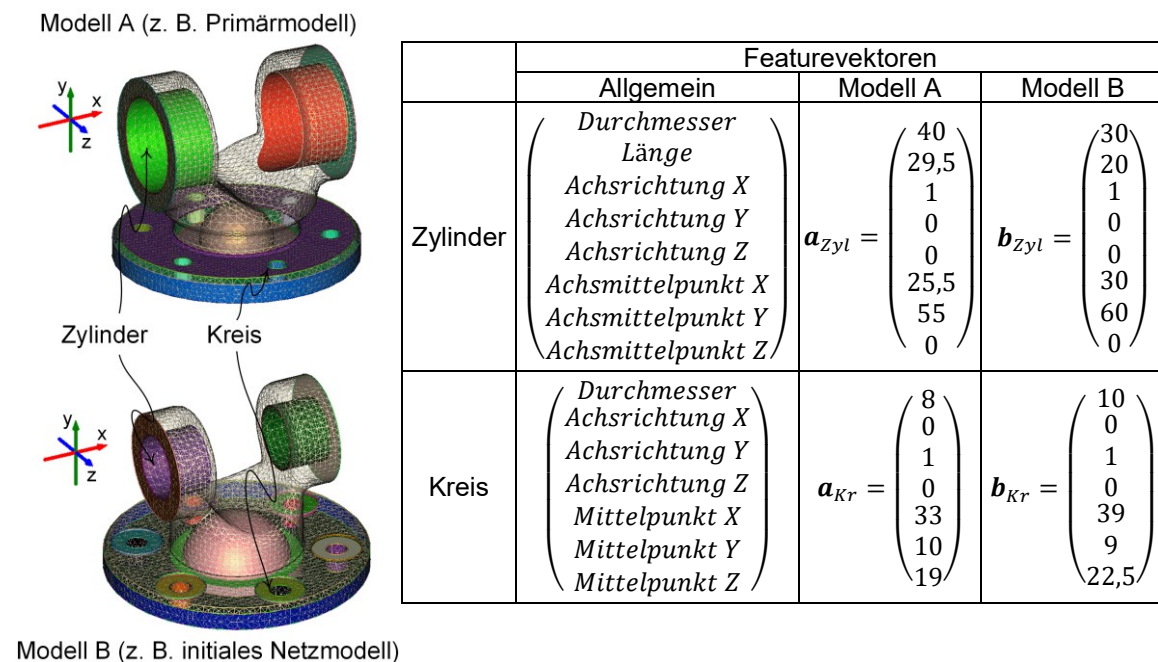 Modell A (z. B. Primärmodell)
y
x
z
Zylinder
Kreis
y
x
z
Modell B (z. B. initiales Netzmodell)
Featurevektoren
Allgemein
Modell A
Modell B
Zylinder
Durchmesser
Länge
Achsrichtung X
Achsrichtung Y
Achsrichtung Z
Achsmittelpunkt X
Achsmittelpunkt Y
Achsmittelpunkt Z
a_Zyl =
40
29,5
1
0
0
25,5
55
0
b_Zyl =
30
20
1
0
0
30
60
0
Kreis
Durchmesser
Achsrichtung X
Achsrichtung Y
Achsrichtung Z
Mittelpunkt X
Mittelpunkt Y
Mittelpunkt Z
a_Kr =
8
0
1
0
33
10
19
b_Kr =
10
0
1
0
39
9
22,5